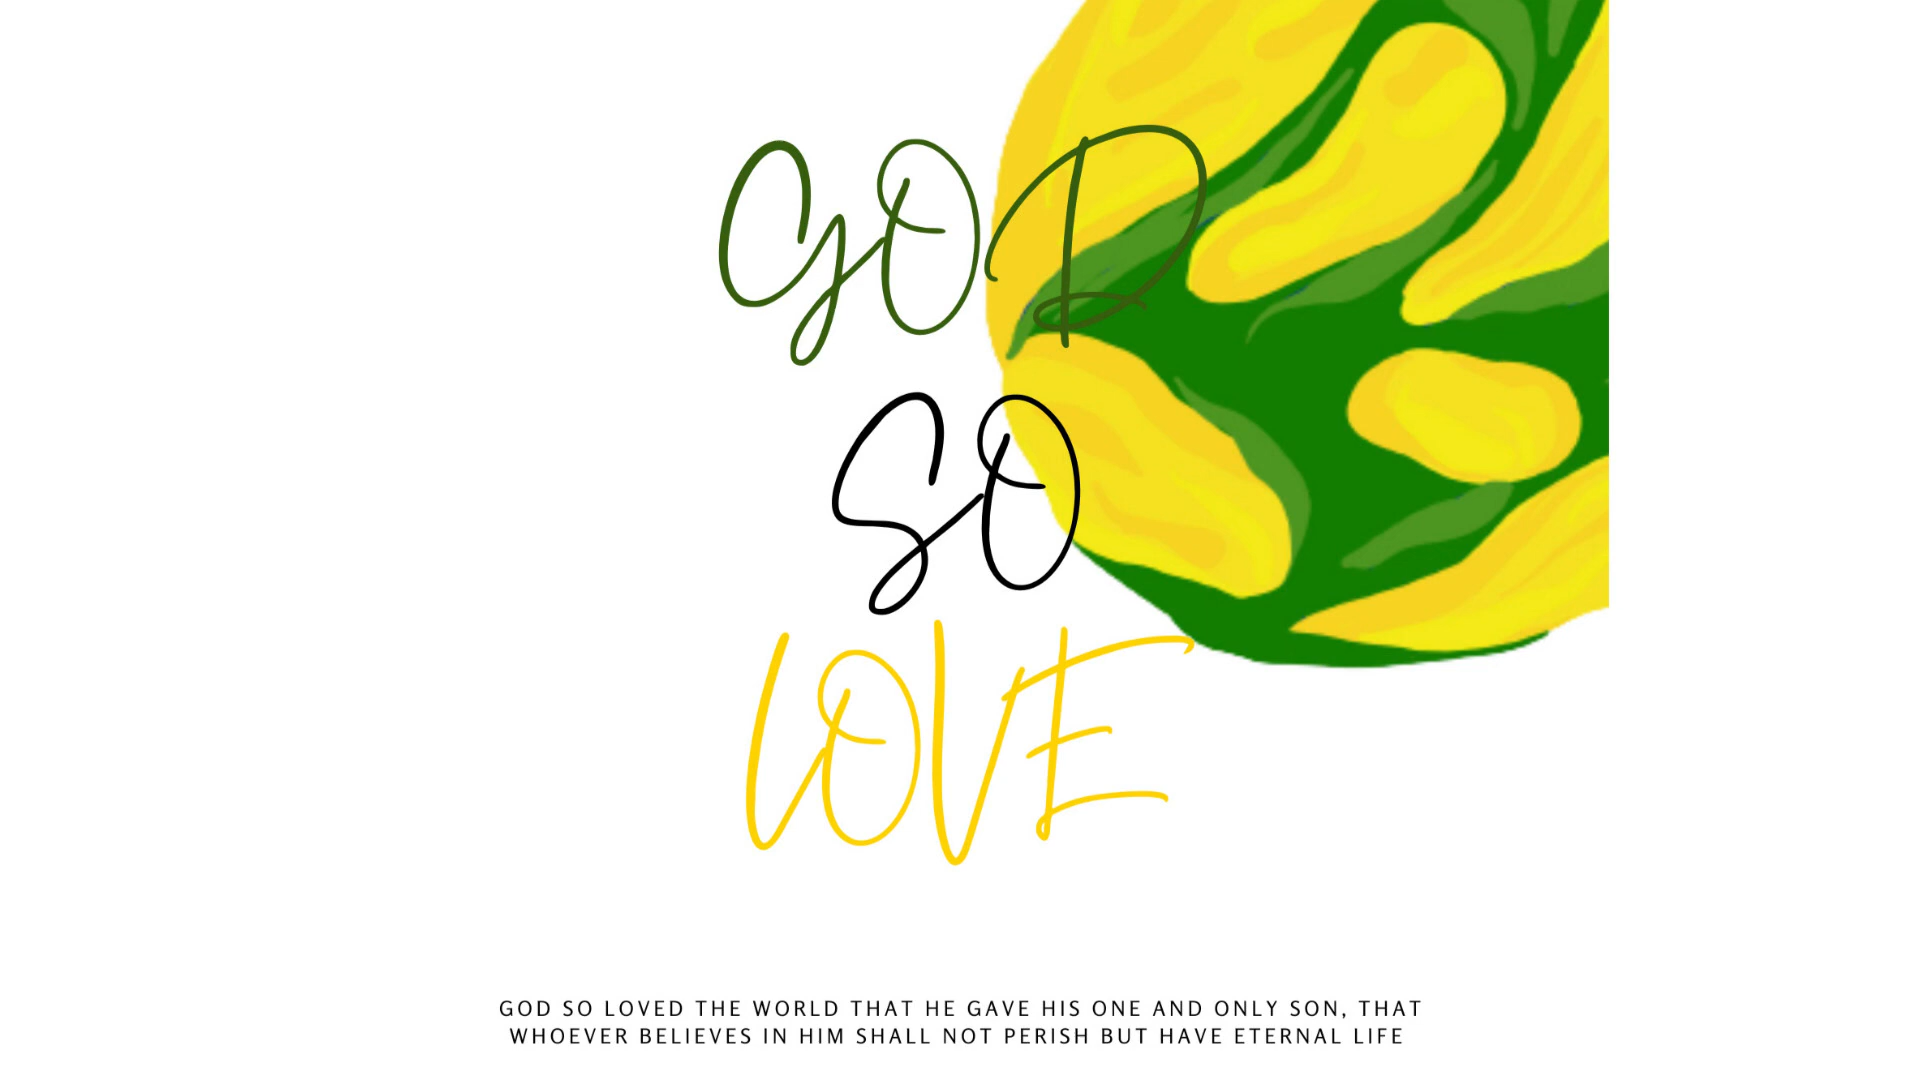 GOD
SO
LOVE
GOD SO LOVED THE WORLD THAT HE GAVE HIS ONE AND ONLY SON, THAT
WHOEVER BELIEVES IN HIM SHALL NOT PERISH BUT HAVE ETERNAL LIFE